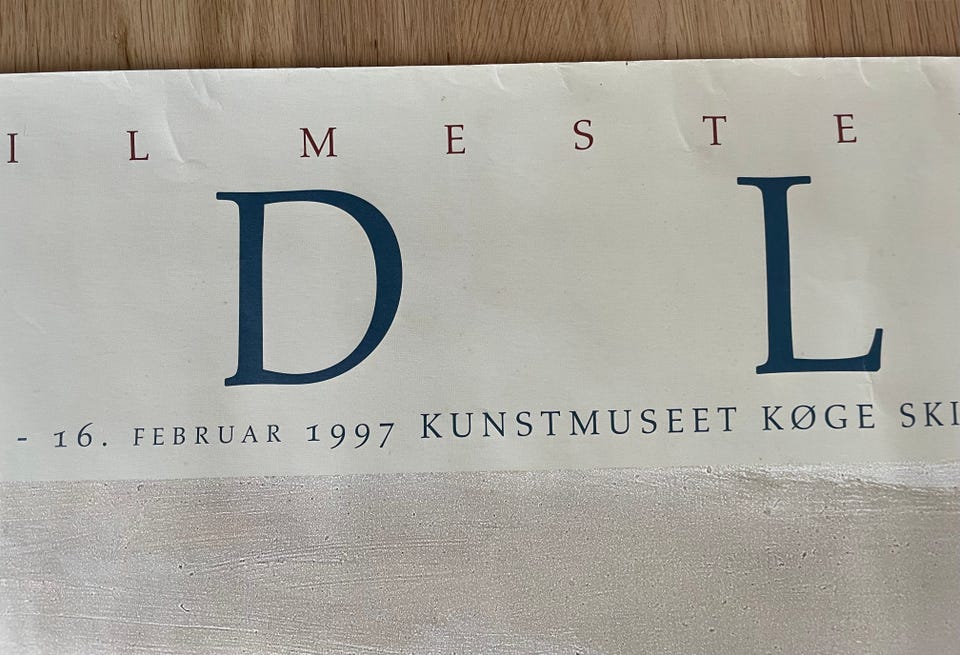 I L M E S T E
D L
- 16. FEBRUAR 1997 KUNSTMUSEET KØGE SKI